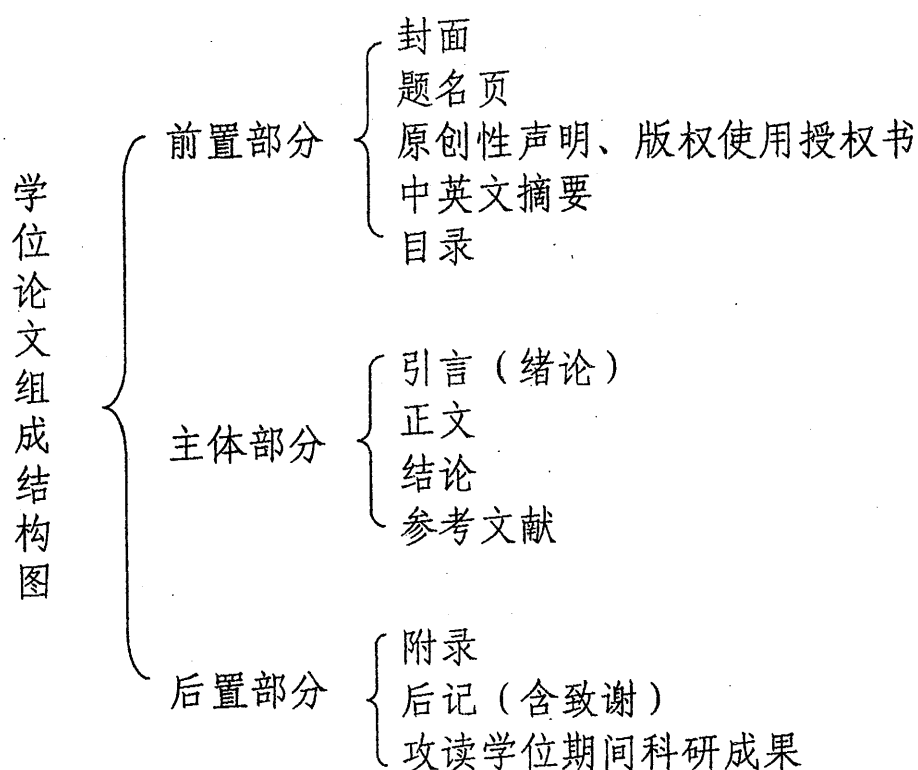 学位论文组成结构图
前置部分
封面
题名页
原创性声明、版权使用授权书
中英文摘要
目录
主体部分
引言（绪论）
正文
结论
参考文献
后置部分
附录
后记（含致谢）
攻读学位期间科研成果